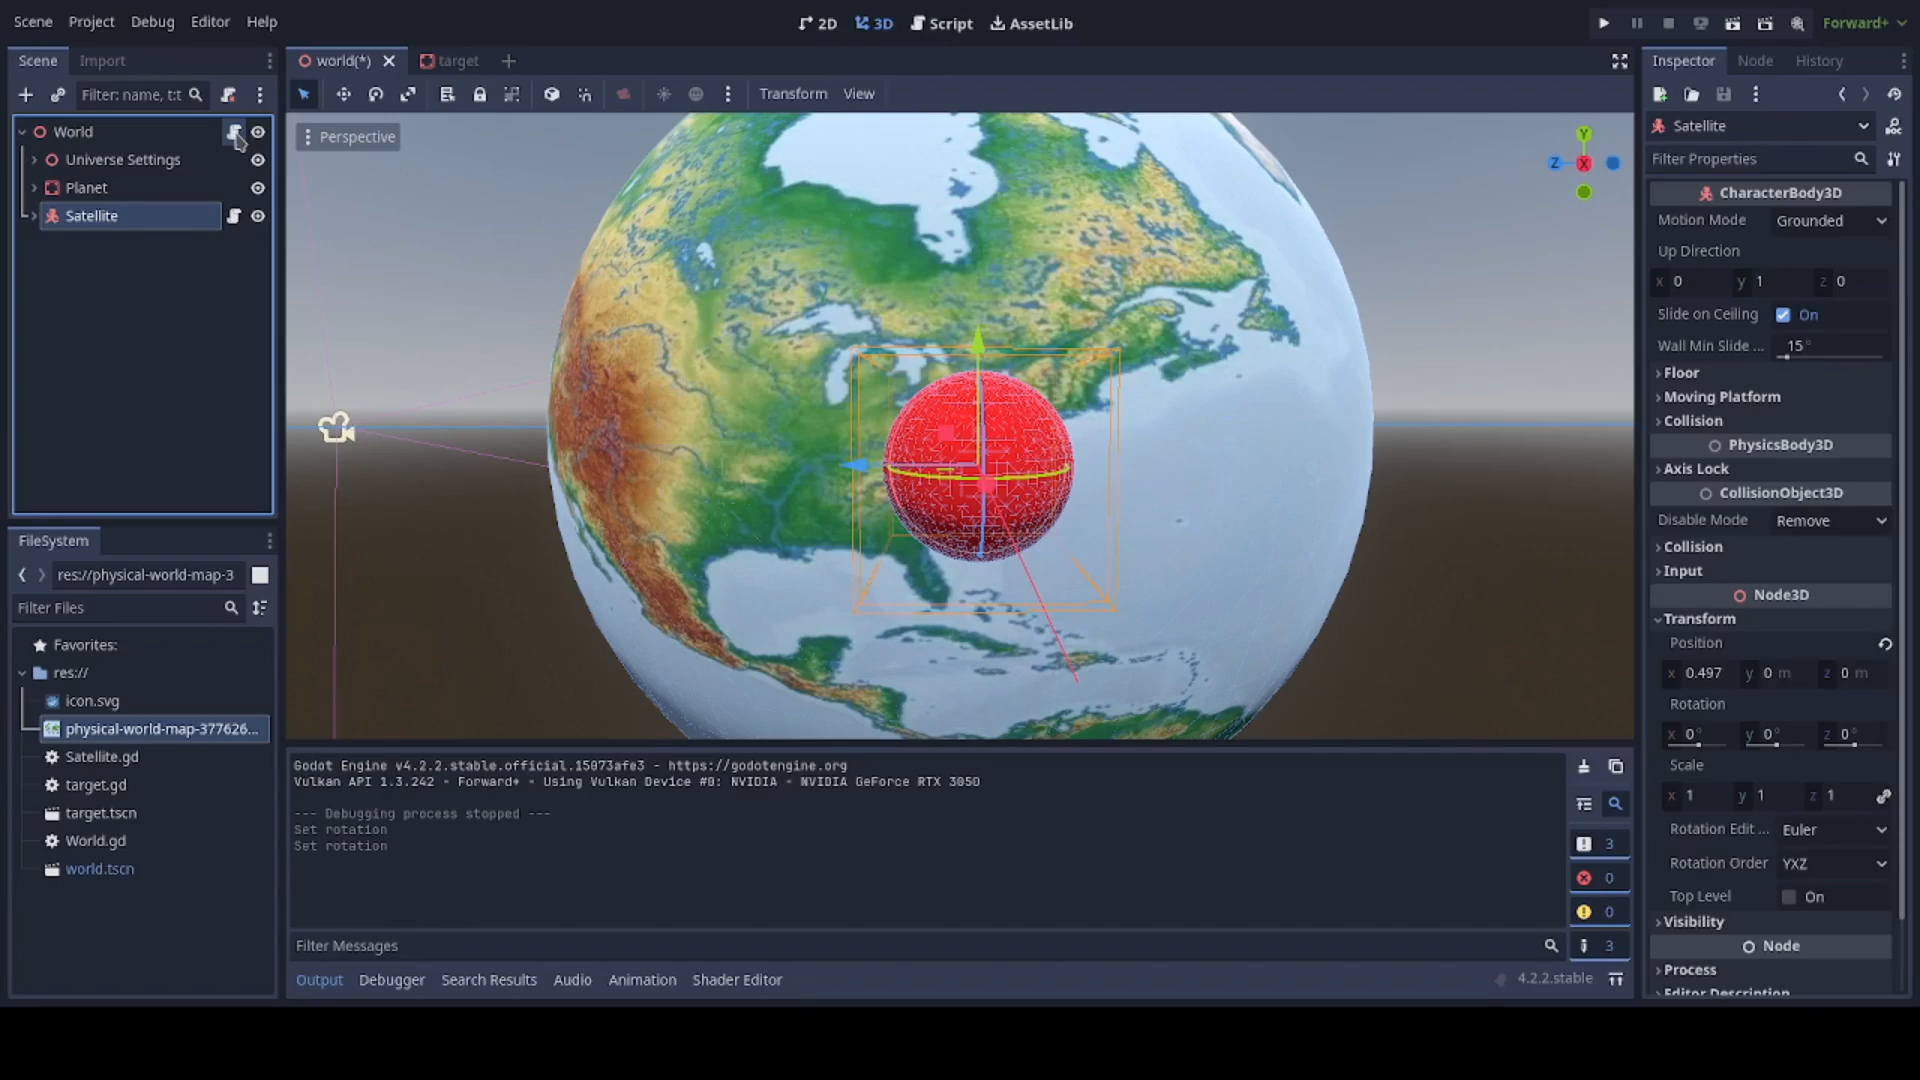 Scene Project Debug Editor Help
2D 3D Script AssetLib
Forward+
Scene Import
Filter: name, t:t
World
Universe Settings
Planet
Satellite
FileSystem
res://physical-world-map-3
Filter Files
Favorites:
res://
icon.svg
physical-world-map-377626...
Satellite.gd
target.gd
target.tscn
World.gd
world.tscn
world(*) target
Transform View
Perspective
Y
Z X
Godot Engine v4.2.2.stable.official.15073afe3 - https://godotengine.org
Vulkan API 1.3.242 - Forward+ - Using Vulkan Device #0: NVIDIA - NVIDIA GeForce RTX 3050
--- Debugging process stopped ---
Set rotation
Set rotation
3
0
0
3
Filter Messages
Output Debugger Search Results Audio Animation Shader Editor
4.2.2.stable
Inspector Node History
Satellite
Filter Properties
CharacterBody3D
Motion Mode Grounded
Up Direction
x 0 y 1 z 0
Slide on Ceiling On
Wall Min Slide ... 15 °
Floor
Moving Platform
Collision
PhysicsBody3D
Axis Lock
CollisionObject3D
Disable Mode Remove
Collision
Input
Node3D
Transform
Position
x 0.497 y 0 m z 0 m
Rotation
x 0° y 0° z 0°
Scale
x 1 y 1 z 1
Rotation Edit ... Euler
Rotation Order YXZ
Top Level On
Visibility
Node
Process
Editor Description